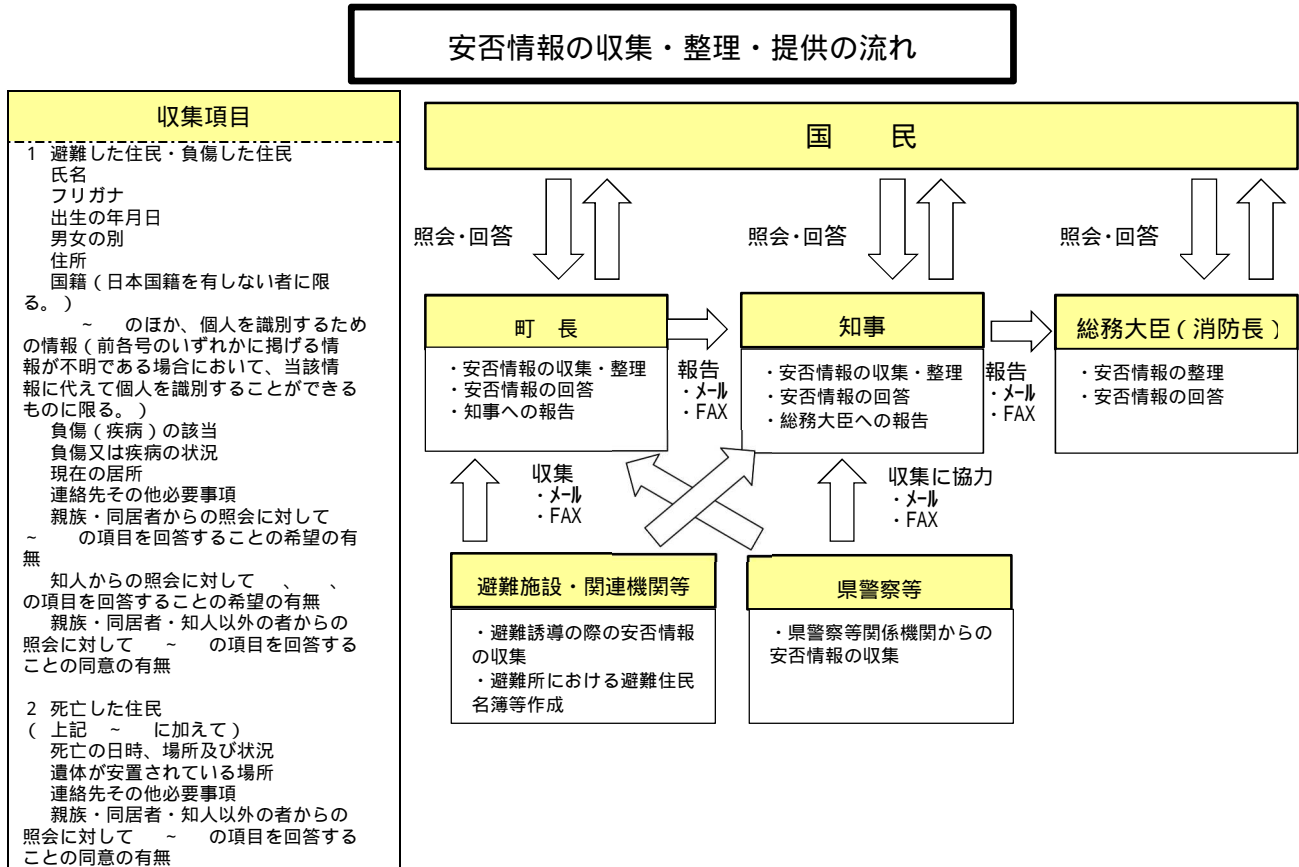 安否情報の収集・整理・提供の流れ
収集項目
1 避難した住民・負傷した住民
氏名
フリガナ
出生の年月日
男女の別
住所
国籍（日本国籍を有しない者に限
る。）
～ のほか、個人を識別するため
の情報（前各号のいずれかに掲げる情
報が不明である場合において、当該情
報に代えて個人を識別することができる
ものに限る。）
負傷（疾病）の該当
負傷又は疾病の状況
現在の居所
連絡先その他必要事項
親族・同居者からの照会に対して
～ の項目を回答することの希望の有
無
知人からの照会に対して 、 、
の項目を回答することの希望の有無
親族・同居者・知人以外の者からの
照会に対して ～ の項目を回答する
ことの同意の有無
2 死亡した住民
（ 上記 ～ に加えて）
死亡の日時、場所及び状況
遺体が安置されている場所
連絡先その他必要事項
親族・同居者・知人以外の者からの
照会に対して ～ の項目を回答する
ことの同意の有無
国 民
照会・回答
照会・回答
照会・回答
町 長
・安否情報の収集・整理
・安否情報の回答
・知事への報告
報告
・メール
・FAX
知事
・安否情報の収集・整理
・安否情報の回答
・総務大臣への報告
報告
・メール
・FAX
総務大臣（消防長）
・安否情報の整理
・安否情報の回答
収集
・メール
・FAX
収集に協力
・メール
・FAX
避難施設・関連機関等
・避難誘導の際の安否情報
の収集
・避難所における避難住民
名簿等作成
県警察等
・県警察等関係機関からの
安否情報の収集